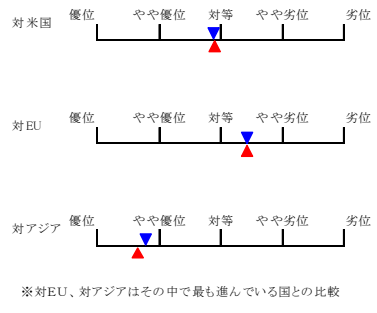 優位 やや優位 対等 やや劣位 劣位
対米国
優位 やや優位 対等 やや劣位 劣位
対EU
優位 やや優位 対等 やや劣位 劣位
対アジア
※対EU、対アジアはその中で最も進んでいる国との比較